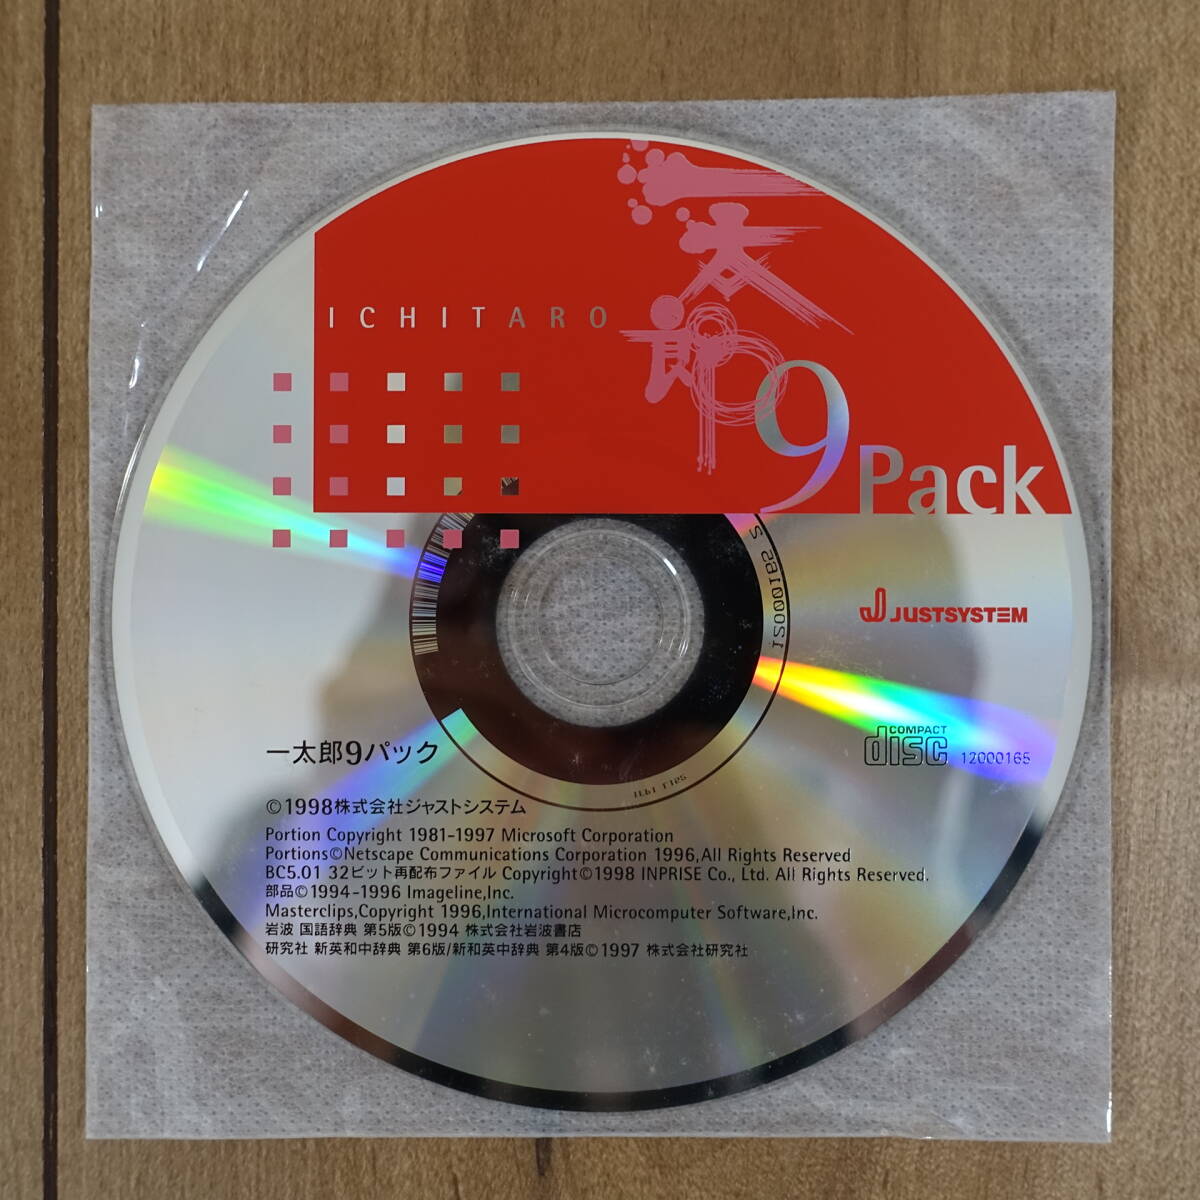 一太郎
ICHITARO
9Pack
JUSTSYSTEM
COMPACT
disc
12000165
一太郎9パック
©1998株式会社ジャストシステム
Portion Copyright 1981-1997 Microsoft Corporation
Portions©Netscape Communications Corporation 1996,All Rights Reserved
BC5.01 32ビット再配布ファイル Copyright©1998 INPRISE Co., Ltd. All Rights Reserved.
部品©1994-1996 Imageline,Inc.
Masterclips,Copyright 1996,International Microcomputer Software,Inc.
岩波 国語辞典 第5版©1994 株式会社岩波書店
研究社 新英和中辞典 第6版/新和英中辞典 第4版©1997 株式会社研究社